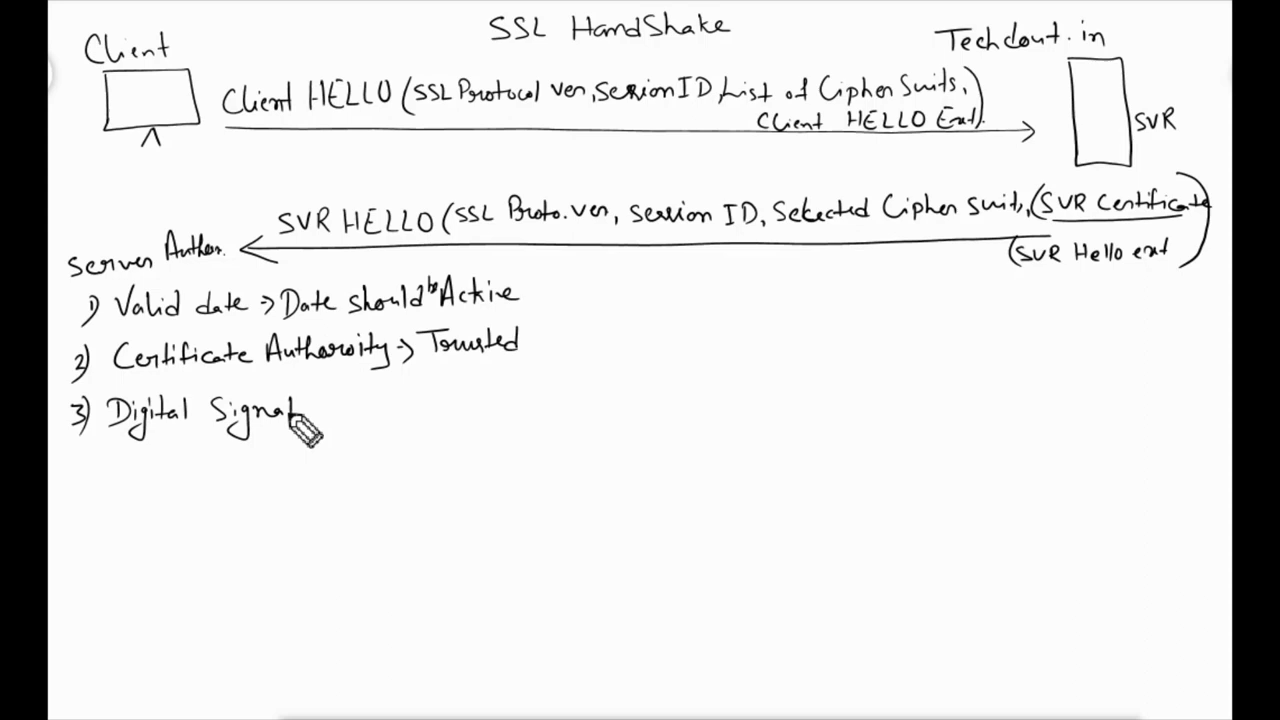 SSL HandShake
Client
Techclout.in
Client HELLO (SSL Protocol ver, Session ID, List of Cipher Suits,
Client HELLO Ext).
SVR
SVR HELLO (SSL Proto. ver, Session ID, Selected Cipher Suit, (SVR Certificate)
(SVR Hello ext
Server Authen.
1) Valid date → Date should be Active
2) Certificate Authority → Trusted
3) Digital Signat